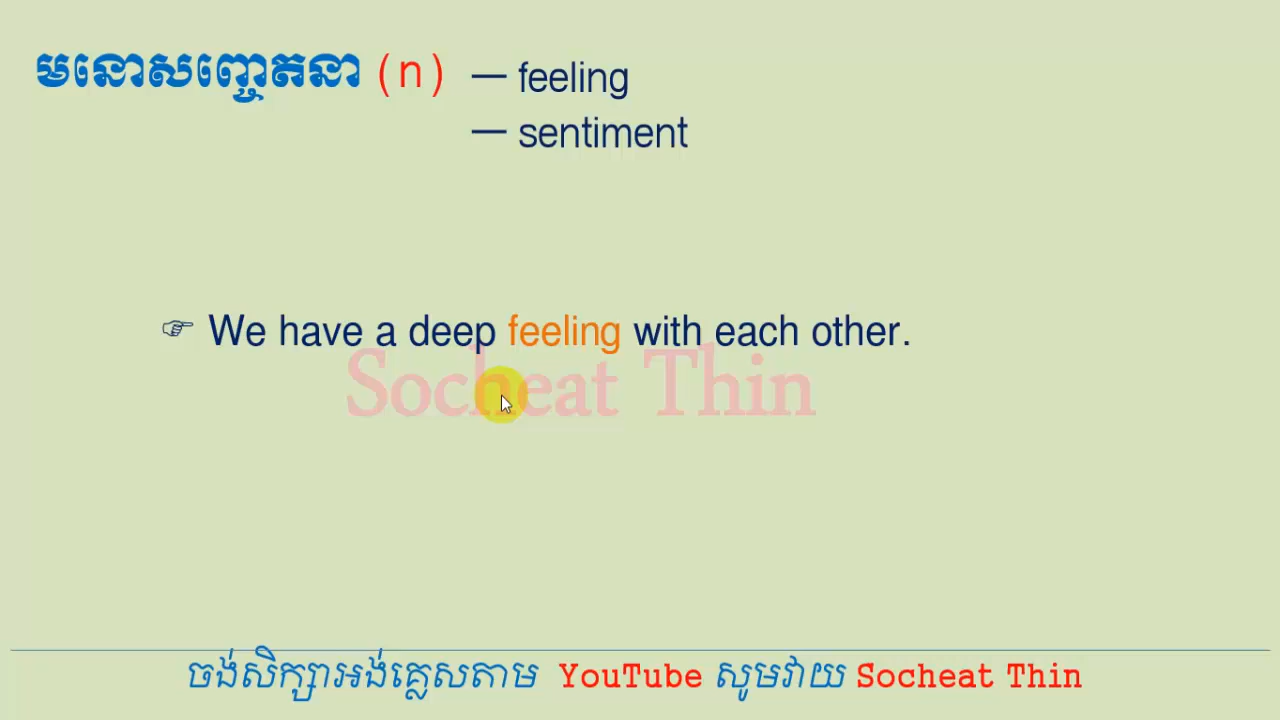 មនោសញ្ចេតនា (n) — feeling
— sentiment
☞ We have a deep feeling with each other.
Socheat Thin
ចង់សិក្សាអង់គ្លេសតាម YouTube សូមវាយ Socheat Thin